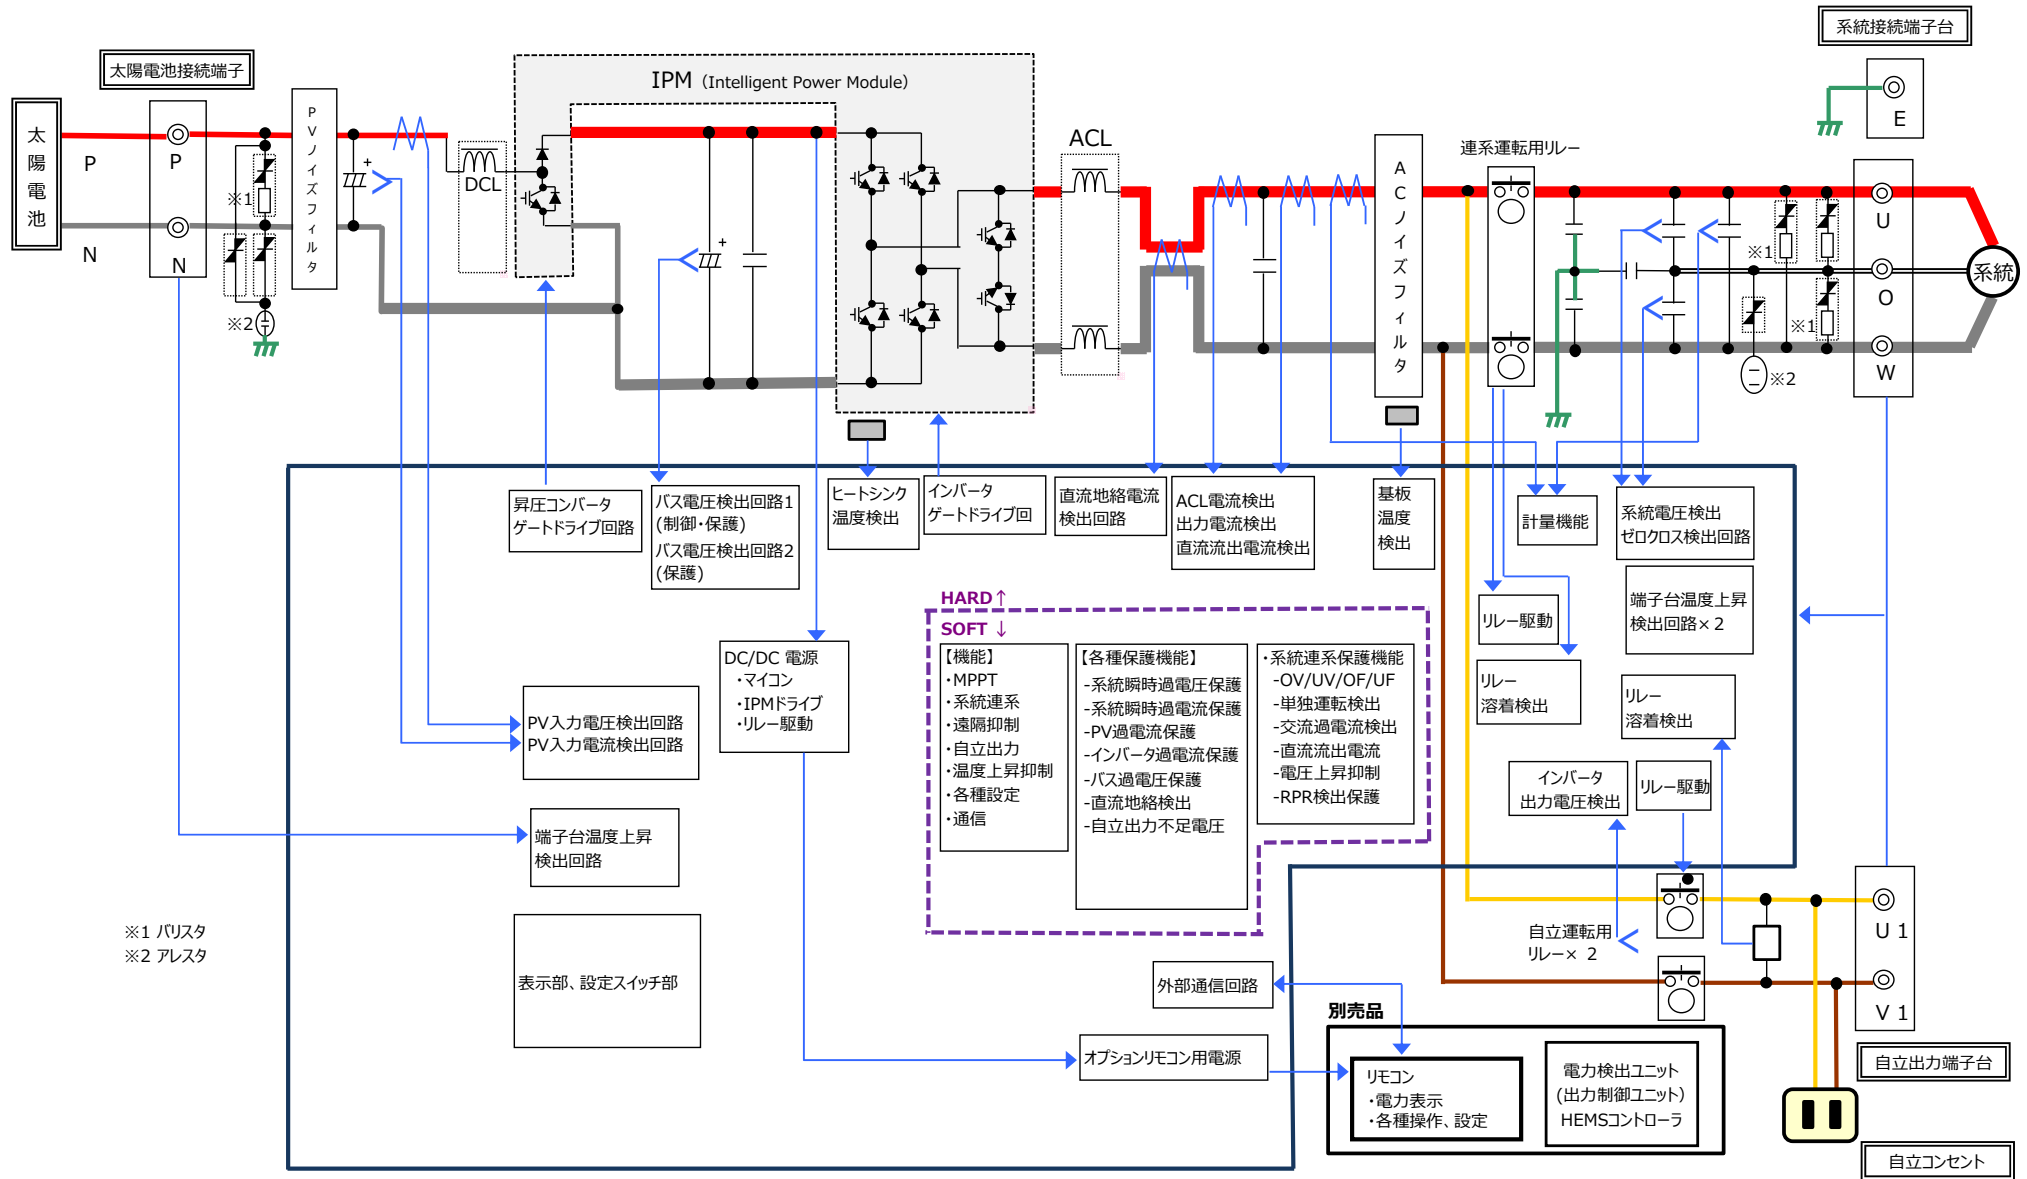 系統接続端子台
E
太陽電池接続端子
IPM（Intelligent Power Module）
太陽電池
P
N
P
N
※1
※2
PVノイズフィルタ
+
DCL
+
ACL
ACノイズフィルタ
連系運転用リレー
※1
※1
※2
U
O
W
系統
昇圧コンバータ
ゲートドライブ回路
バス電圧検出回路1
(制御・保護)
バス電圧検出回路2
(保護)
ヒートシンク
温度検出
インバータ
ゲートドライブ回
直流地絡電流
検出回路
ACL電流検出
出力電流検出
直流流出電流検出
基板
温度
検出
計量機能
系統電圧検出
ゼロクロス検出回路
端子台温度上昇
検出回路×２
リレー駆動
リレー
溶着検出
リレー
溶着検出
インバータ
出力電圧検出
リレー駆動
HARD↑
SOFT ↓
【機能】
・MPPT
・系統連系
・遠隔抑制
・自立出力
・温度上昇抑制
・各種設定
・通信
【各種保護機能】
-系統瞬時過電圧保護
-系統瞬時過電流保護
-PV過電流保護
-インバータ過電流保護
-バス過電圧保護
-直流地絡検出
-自立出力不足電圧
・系統連系保護機能
-OV/UV/OF/UF
-単独運転検出
-交流過電流検出
-直流流出電流
-電圧上昇抑制
-RPR検出保護
DC/DC 電源
・マイコン
・IPMドライブ
・リレー駆動
PV入力電圧検出回路
PV入力電流検出回路
端子台温度上昇
検出回路
表示部、設定スイッチ部
※1 バリスタ
※2 アレスタ
自立運転用
リレー× 2
U 1
V 1
外部通信回路
オプションリモコン用電源
別売品
リモコン
・電力表示
・各種操作、設定
電力検出ユニット
(出力制御ユニット)
HEMSコントローラ
自立出力端子台
自立コンセント